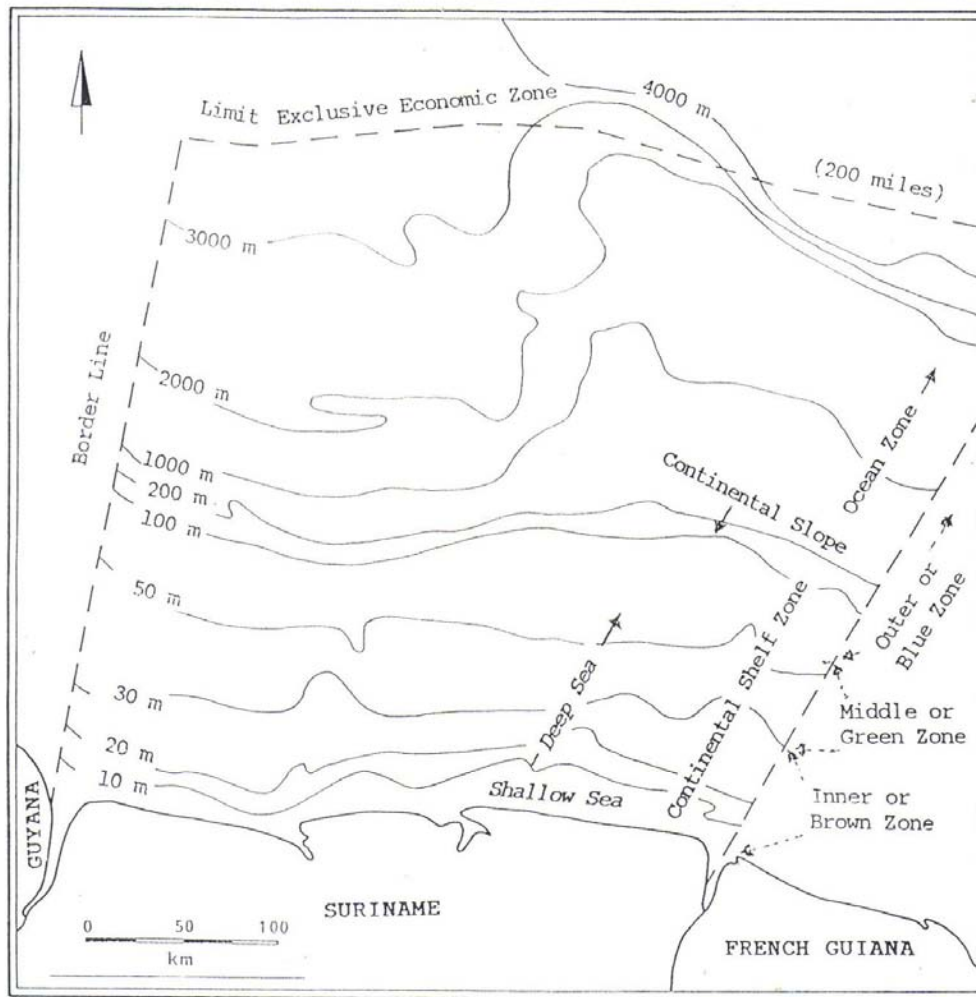 4000 m
Limit Exclusive Economic Zone
(200 miles)
3000 m
Border Line
2000 m
Ocean Zone
1000 m
Continental Slope
200 m
100 m
Outer or
Blue Zone
50 m
Continental Shelf Zone
Deep Sea
30 m
Middle or
Green Zone
20 m
10 m
Shallow Sea
Inner or
Brown Zone
GUYANA
SURINAME
0 50 100
km
FRENCH GUIANA